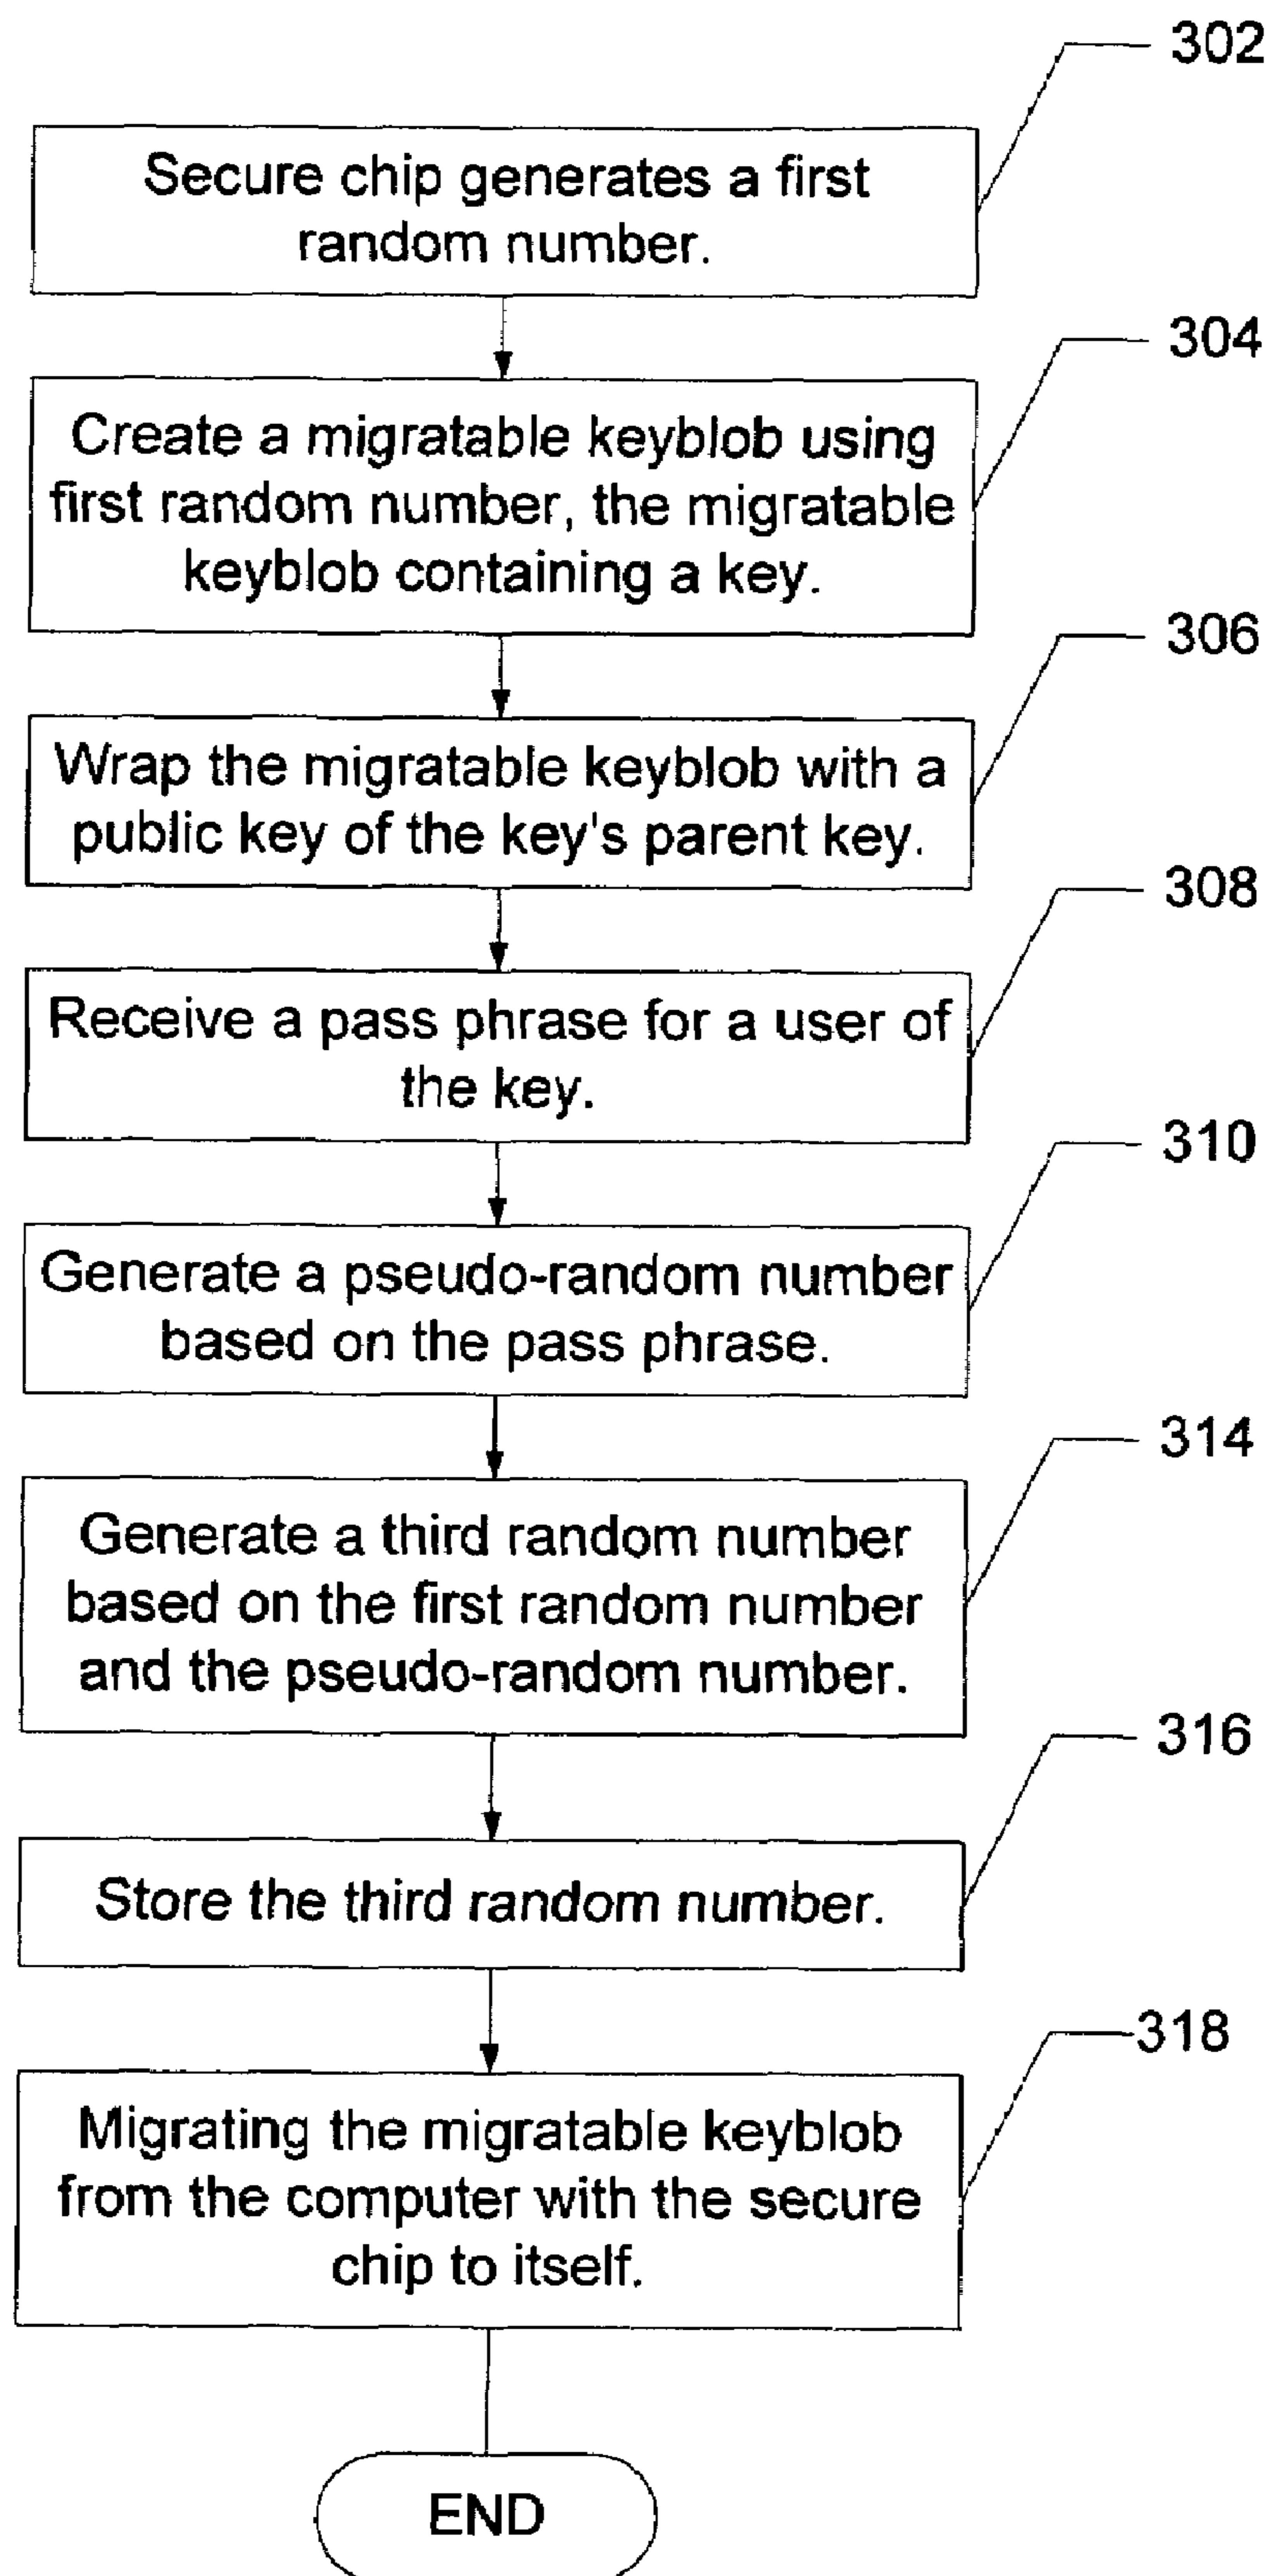 302
Secure chip generates a first
random number.
304
Create a migratable keyblob using
first random number, the migratable
keyblob containing a key.
306
Wrap the migratable keyblob with a
public key of the key's parent key.
308
Receive a pass phrase for a user of
the key.
310
Generate a pseudo-random number
based on the pass phrase.
314
Generate a third random number
based on the first random number
and the pseudo-random number.
316
Store the third random number.
318
Migrating the migratable keyblob
from the computer with the secure
chip to itself.
END